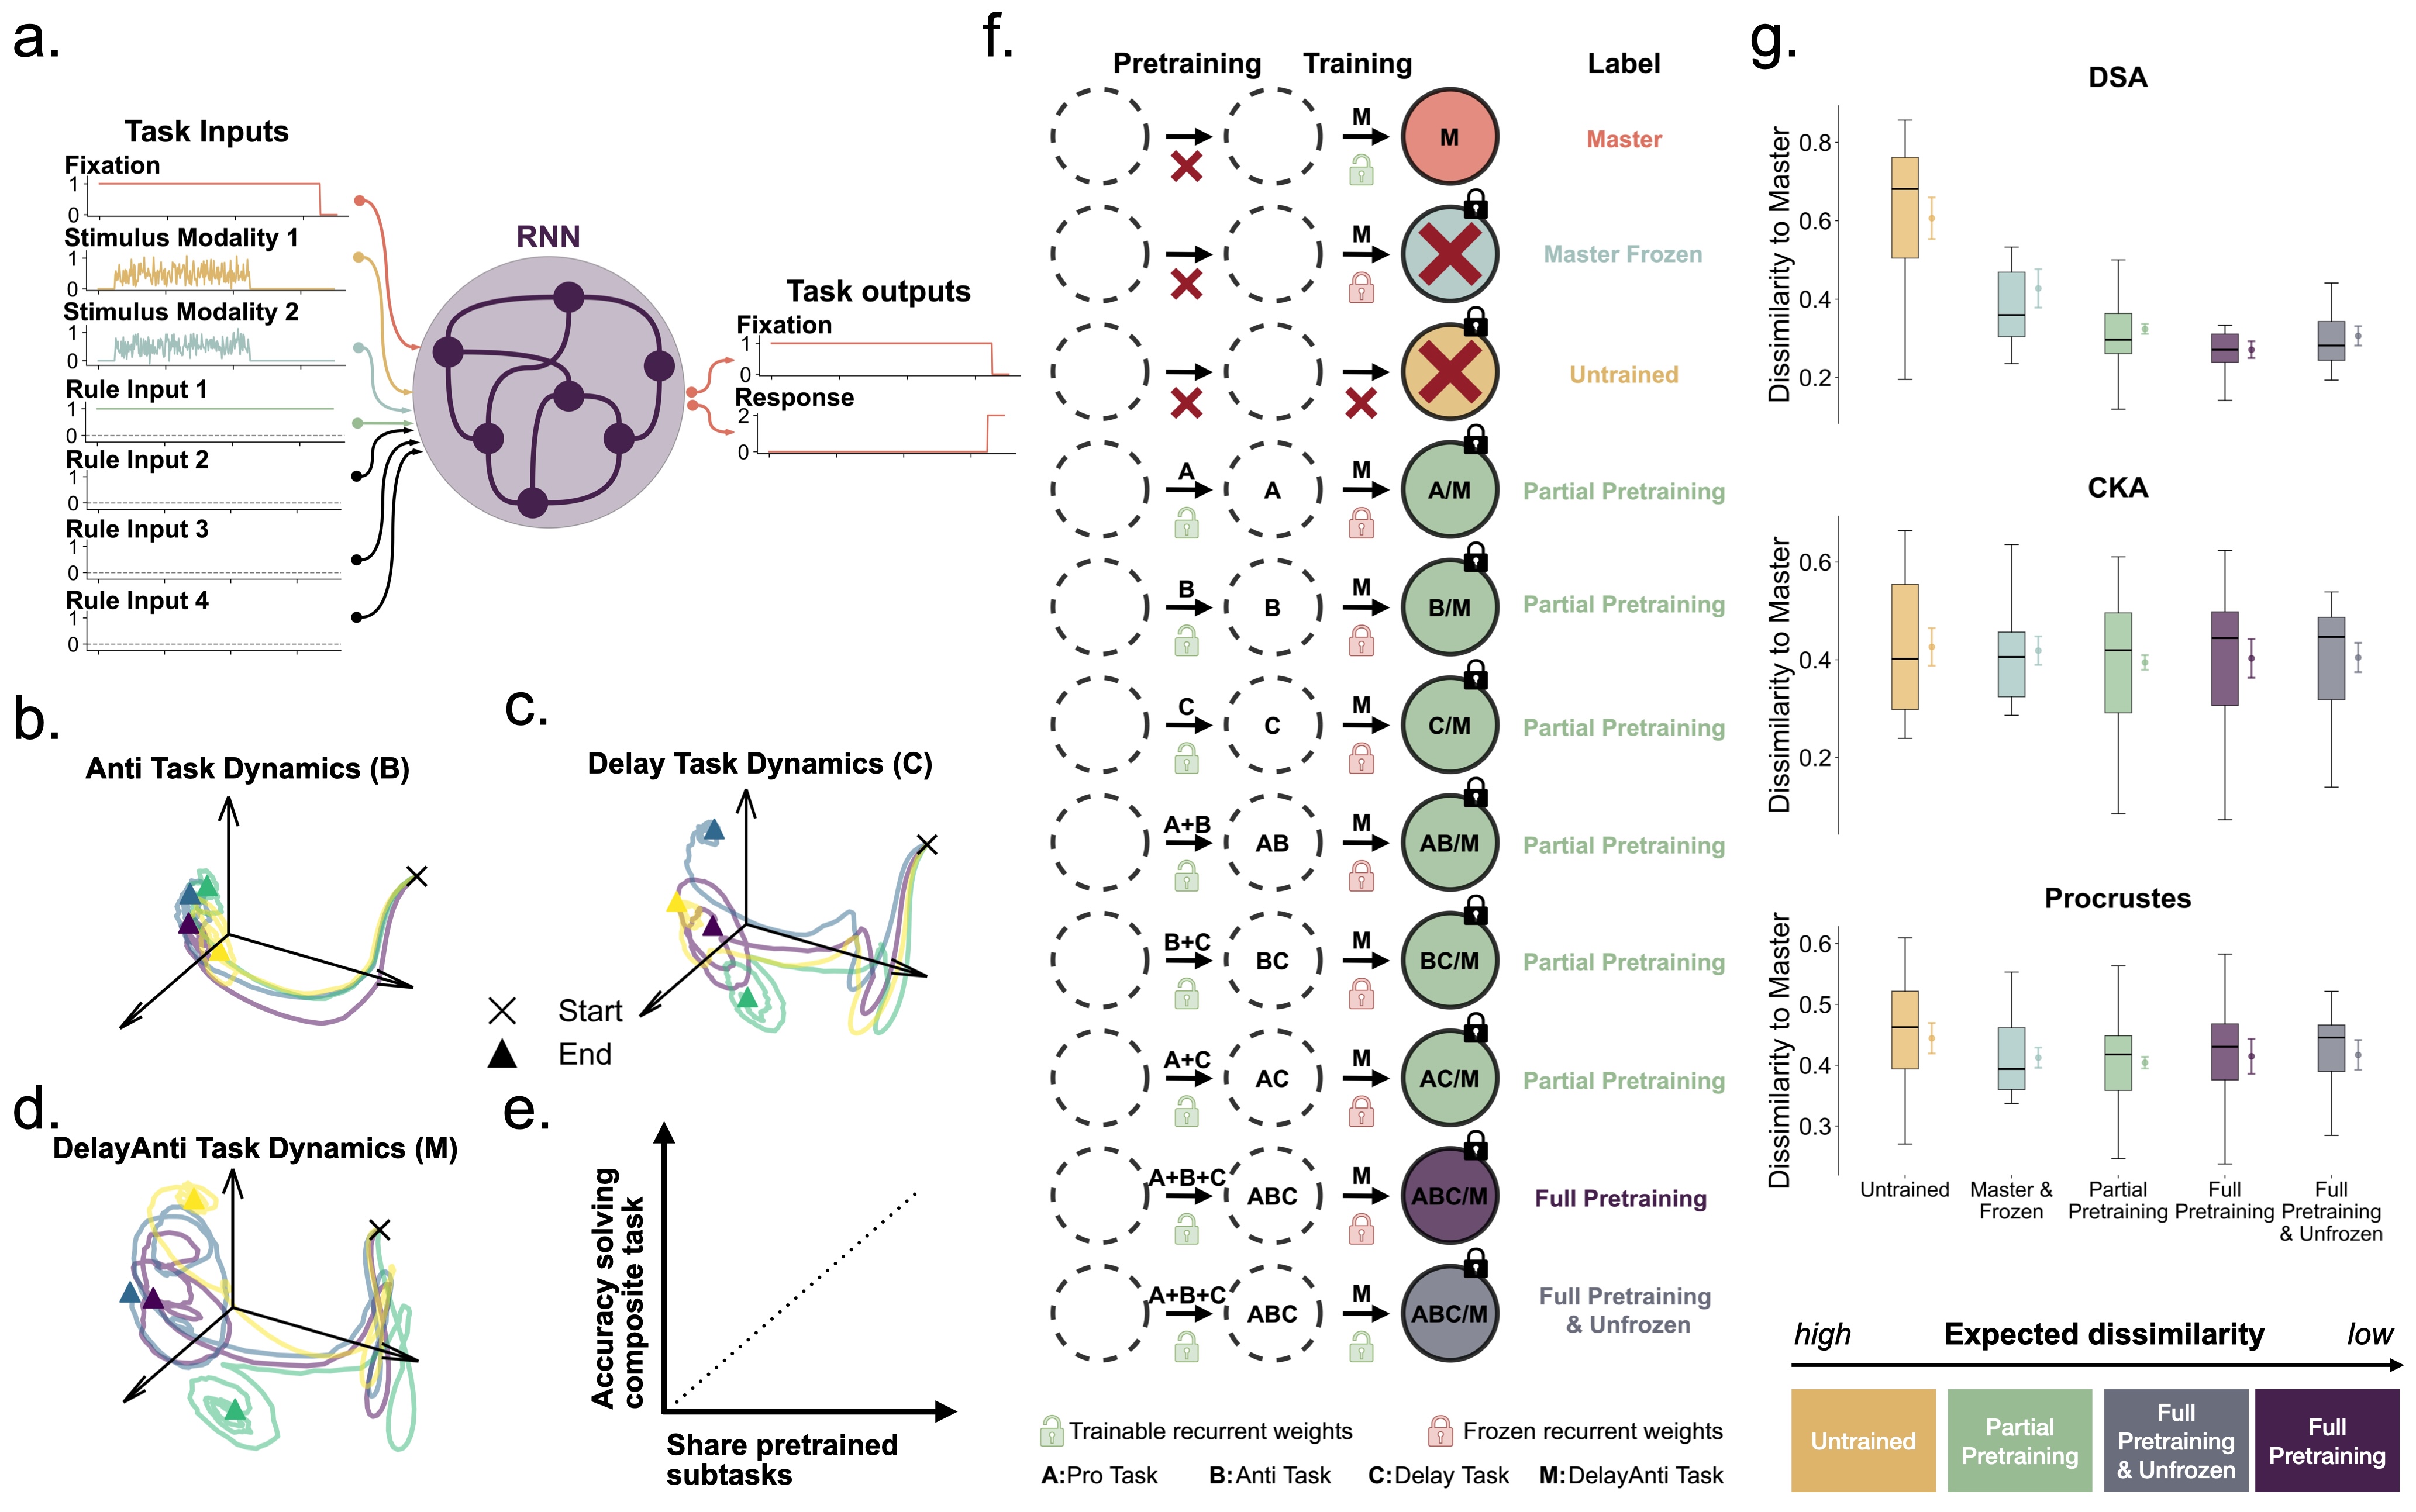 a.
Task Inputs
Fixation
1
0
Stimulus Modality 1
1
0
Stimulus Modality 2
1
0
Rule Input 1
1
0
Rule Input 2
1
0
Rule Input 3
1
0
Rule Input 4
1
0
RNN
Task outputs
Fixation
1
0
Response
2
0
b.
Anti Task Dynamics (B)
c.
Delay Task Dynamics (C)
Start
End
d.
DelayAnti Task Dynamics (M)
e.
Accuracy solving
composite task
Share pretrained
subtasks
f.
Pretraining Training Label
M M Master
M Master Frozen
Untrained
A A M A/M Partial Pretraining
B B M B/M Partial Pretraining
C C M C/M Partial Pretraining
A+B AB M AB/M Partial Pretraining
B+C BC M BC/M Partial Pretraining
A+C AC M AC/M Partial Pretraining
A+B+C ABC M ABC/M Full Pretraining
A+B+C ABC M ABC/M Full Pretraining
& Unfrozen
Trainable recurrent weights Frozen recurrent weights
A:Pro Task B:Anti Task C:Delay Task M:DelayAnti Task
g.
DSA
Dissimilarity to Master
0.8
0.6
0.4
0.2
CKA
Dissimilarity to Master
0.6
0.4
0.2
Procrustes
Dissimilarity to Master
0.6
0.5
0.4
0.3
Untrained
Master &
Frozen
Partial
Pretraining
Full
Pretraining
Full
Pretraining
& Unfrozen
high Expected dissimilarity low
Untrained
Partial
Pretraining
Full
Pretraining
& Unfrozen
Full
Pretraining